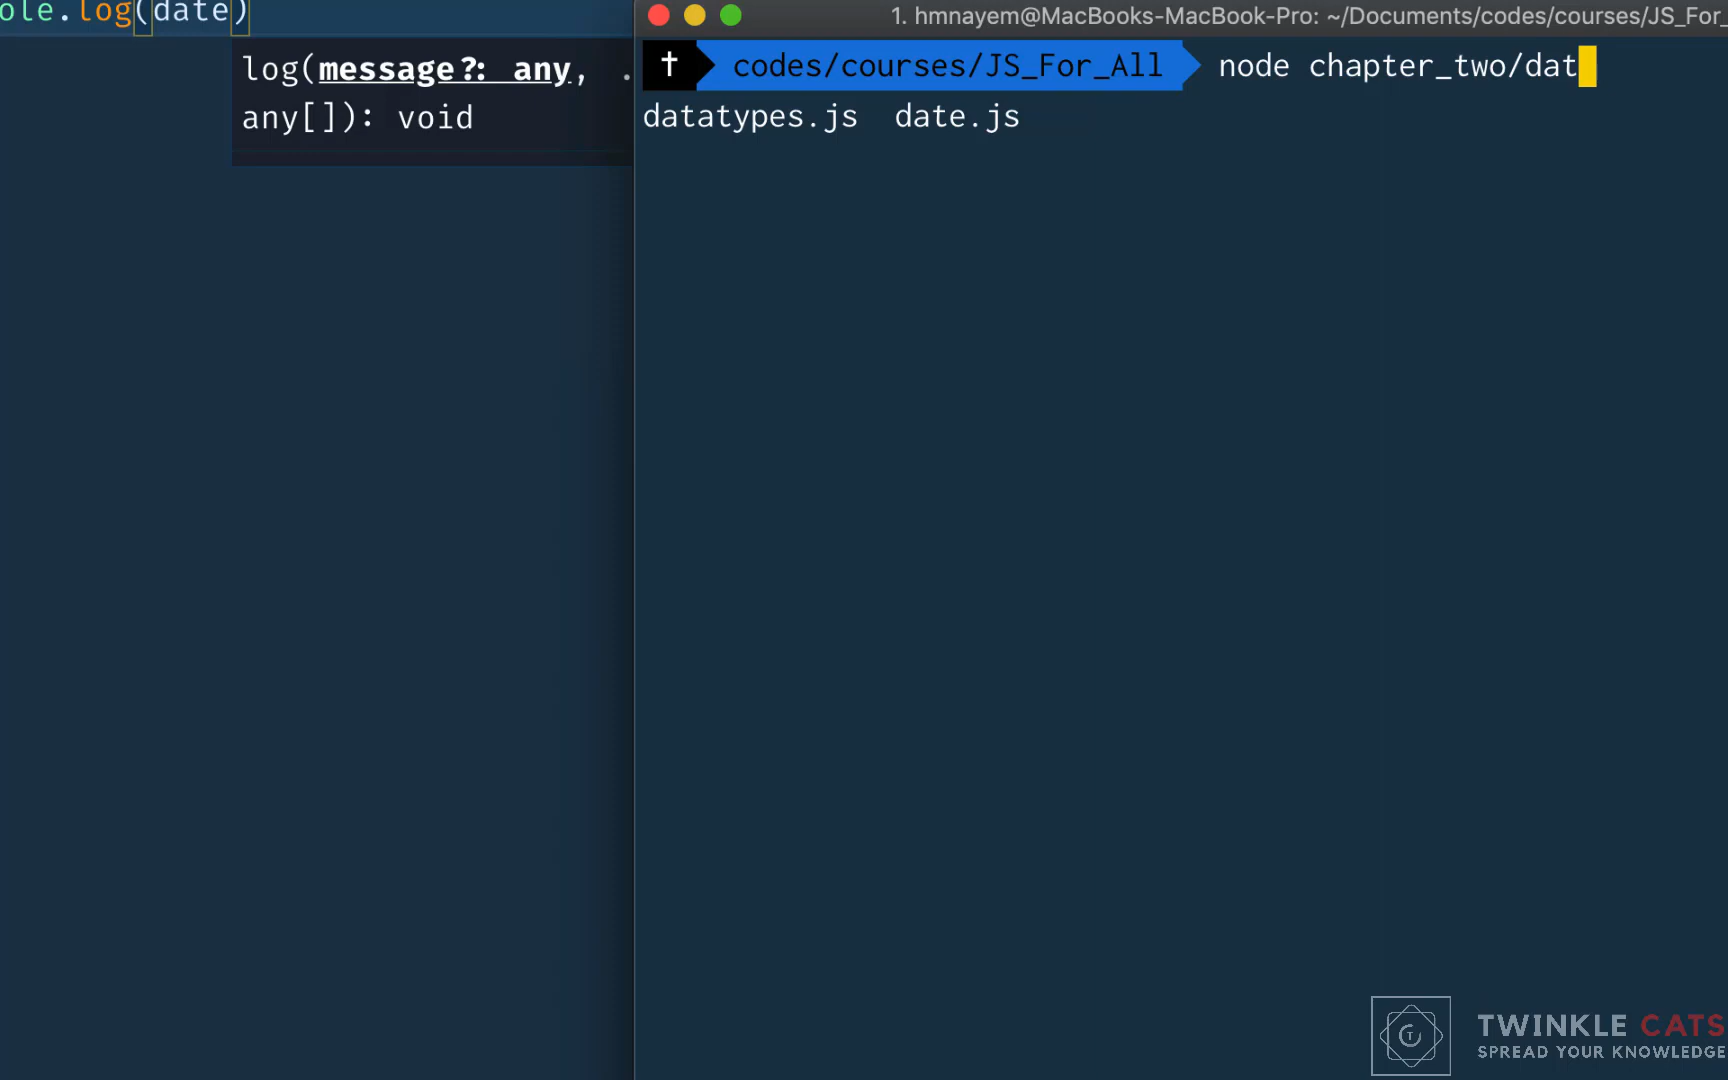 ole.log(date)
log(message?: any, .
any[]): void
1. hmnayem@MacBooks-MacBook-Pro: ~/Documents/codes/courses/JS_For_
† codes/courses/JS_For_All node chapter_two/dat
datatypes.js date.js
TWINKLE CATS
SPREAD YOUR KNOWLEDGE